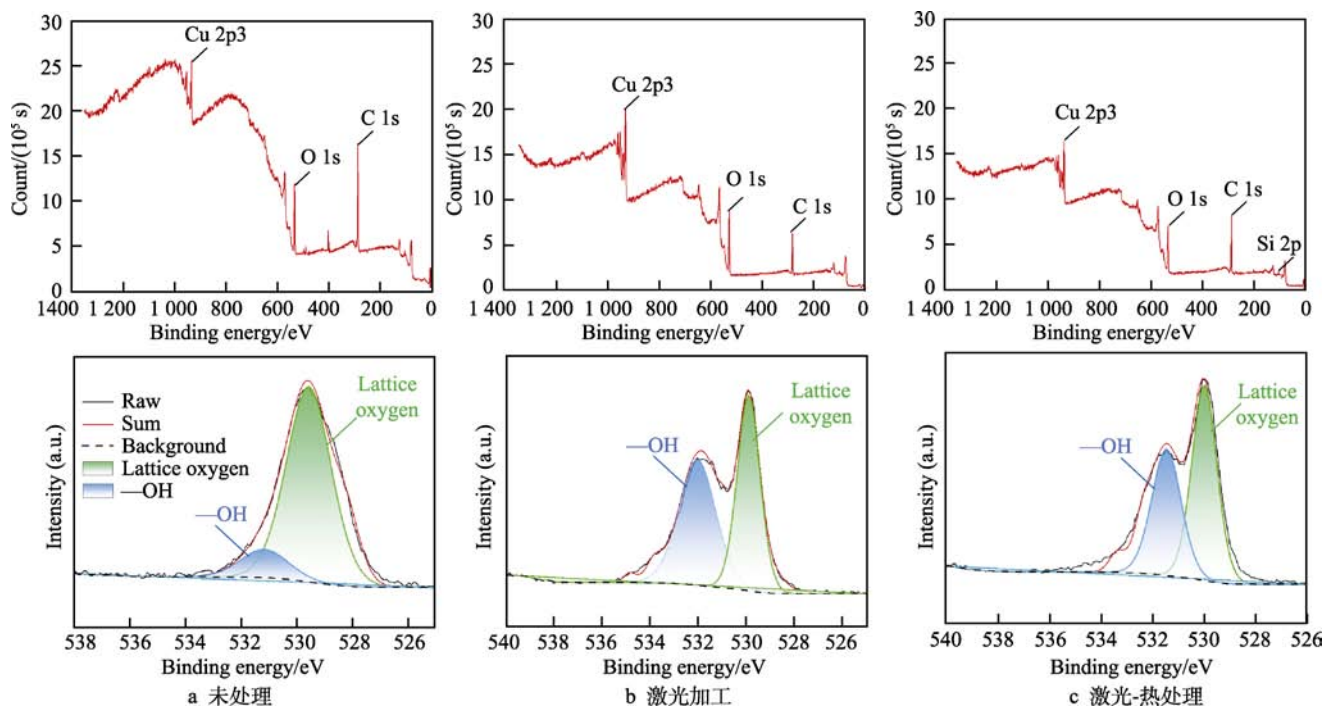 30
25
20
15
10
5
0
Count/(10⁵ s)
Cu 2p3
O 1s
C 1s
1 400 1 200 1 000 800 600 400 200 0
Binding energy/eV
30
25
20
15
10
5
0
Count/(10⁵ s)
Cu 2p3
O 1s
C 1s
1 400 1 200 1 000 800 600 400 200 0
Binding energy/eV
30
25
20
15
10
5
0
Count/(10⁵ s)
Cu 2p3
O 1s
C 1s
Si 2p
1 400 1 200 1 000 800 600 400 200 0
Binding energy/eV
Intensity (a.u.)
Raw
Sum
Background
Lattice oxygen
—OH
Lattice
oxygen
—OH
538 536 534 532 530 528 526
Binding energy/eV
a 未处理
Intensity (a.u.)
Lattice
oxygen
—OH
540 538 536 534 532 530 528 526
Binding energy/eV
b 激光加工
Intensity (a.u.)
Lattice
oxygen
—OH
540 538 536 533 532 530 528 526
Binding energy/eV
c 激光-热处理